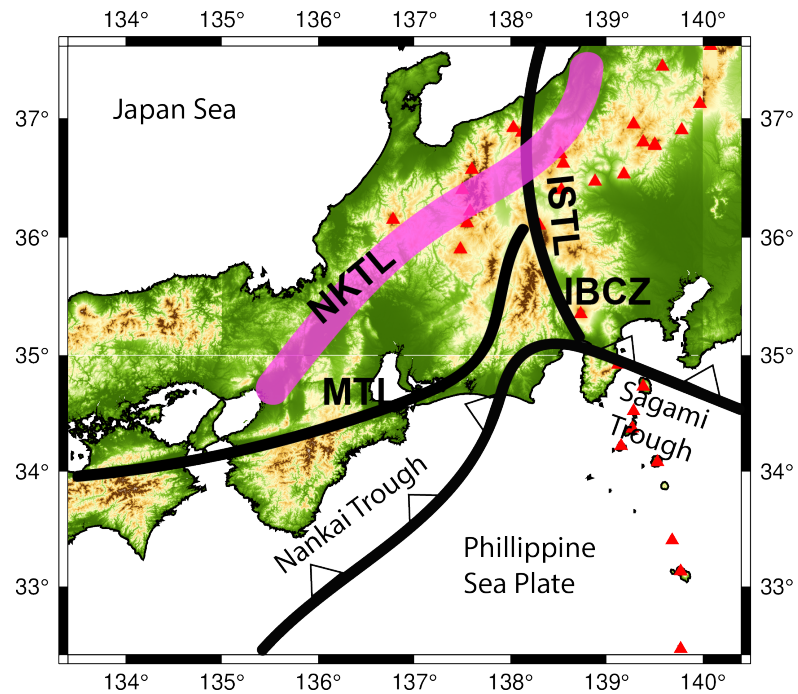 134° 135° 136° 137° 138° 139° 140°
37° 37°
Japan Sea
ISTL
36° 36°
NKTL
IBCZ
35° 35°
MTL
Sagami
Trough
34° 34°
Nankai Trough
Phillippine
Sea Plate
33° 33°
134° 135° 136° 137° 138° 139° 140°